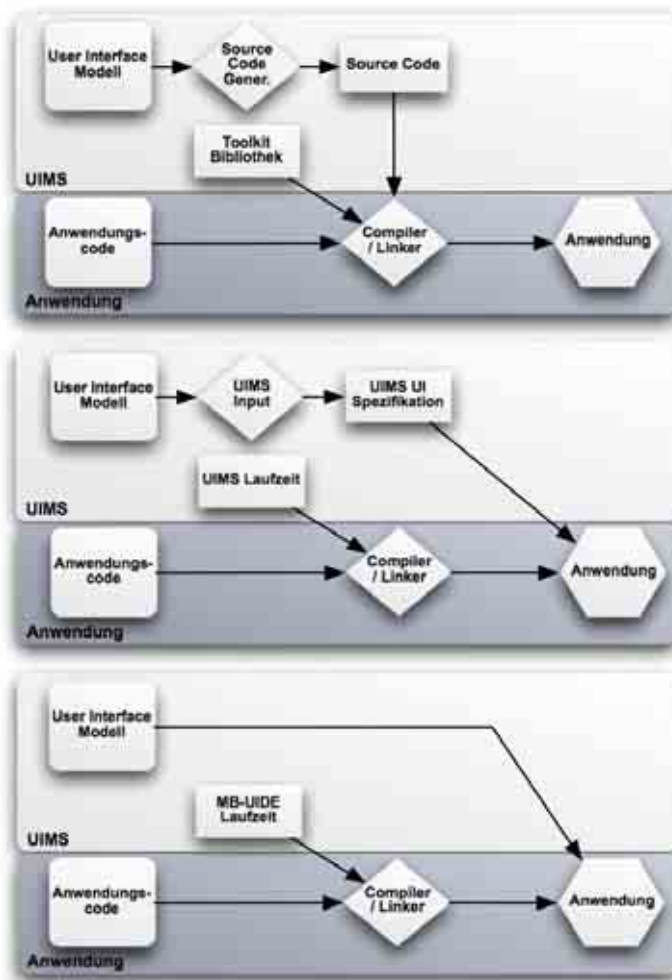 User Interface
Modell
Source
Code
Gener.
Source Code
Toolkit
Bibliothek
UIMS
Anwendungs-
code
Compiler
/ Linker
Anwendung
Anwendung
User Interface
Modell
UIMS
Input
UIMS UI
Spezifikation
UIMS Laufzeit
UIMS
Anwendungs-
code
Compiler
/ Linker
Anwendung
Anwendung
User Interface
Modell
MB-UIDE
Laufzeit
UIMS
Anwendungs-
code
Compiler
/ Linker
Anwendung
Anwendung